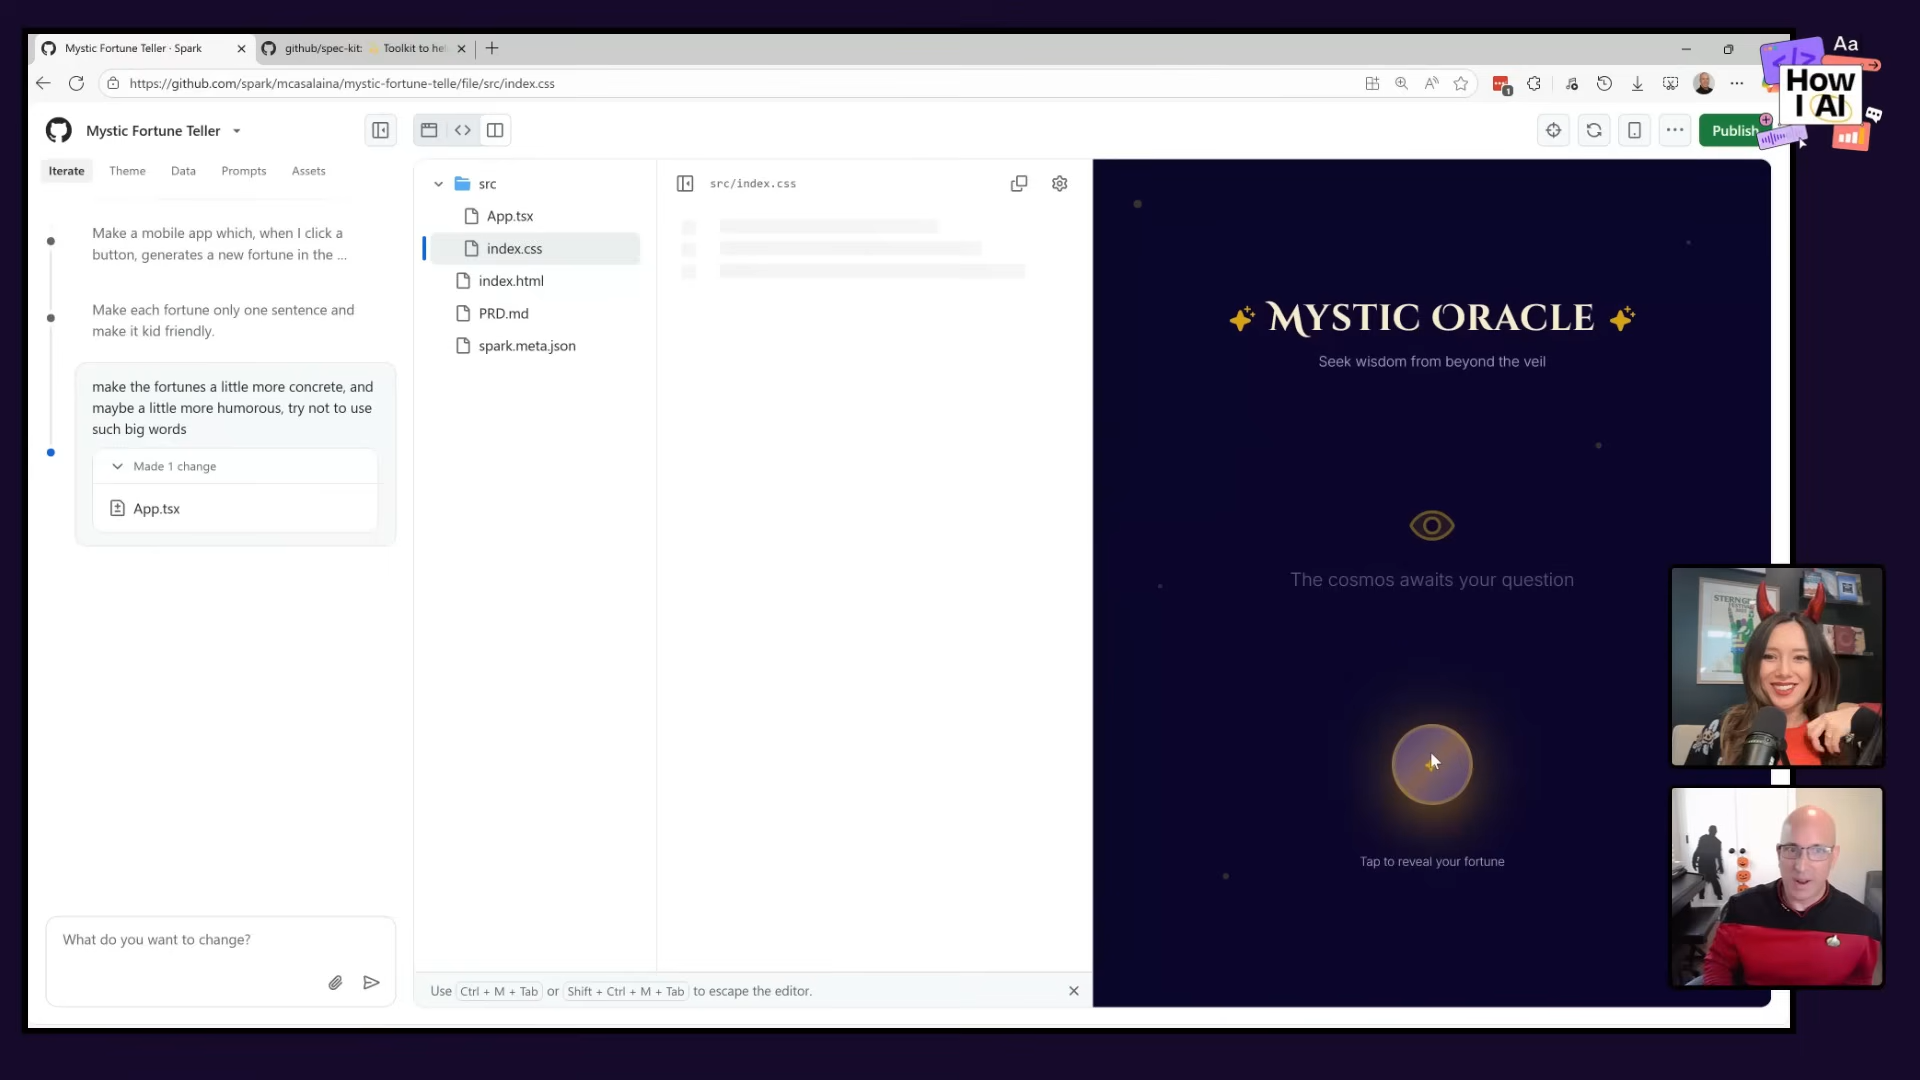 Mystic Fortune Teller · Spark
github/spec-kit: Toolkit to hel
https://github.com/spark/mcasalaina/mystic-fortune-telle/file/src/index.css
1
Aa
How
I AI
Mystic Fortune Teller
Publish
Iterate
Theme
Data
Prompts
Assets
Make a mobile app which, when I click a
button, generates a new fortune in the ...
Make each fortune only one sentence and
make it kid friendly.
make the fortunes a little more concrete, and
maybe a little more humorous, try not to use
such big words
Made 1 change
App.tsx
What do you want to change?
src
App.tsx
index.css
index.html
PRD.md
spark.meta.json
src/index.css
Use Ctrl + M + Tab or Shift + Ctrl + M + Tab to escape the editor.
Mystic Oracle
Seek wisdom from beyond the veil
The cosmos awaits your question
Tap to reveal your fortune